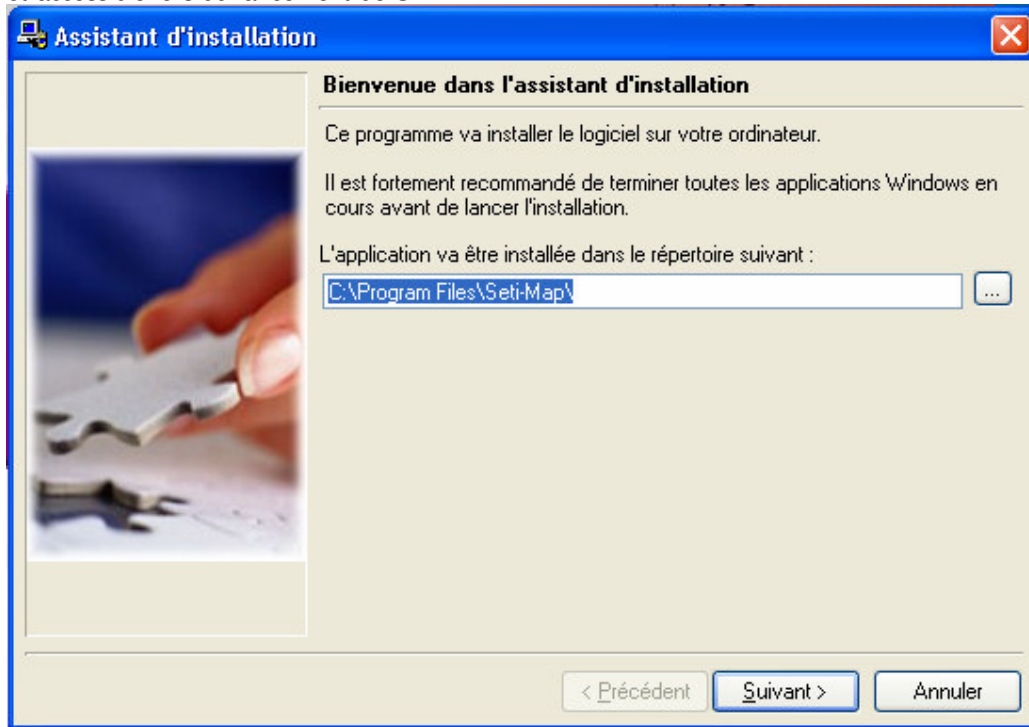 Assistant d'installation
Bienvenue dans l'assistant d'installation
Ce programme va installer le logiciel sur votre ordinateur.
Il est fortement recommandé de terminer toutes les applications Windows en
cours avant de lancer l'installation.
L'application va être installée dans le répertoire suivant :
C:\Program Files\Seti-Map\
...
< Précédent
Suivant >
Annuler